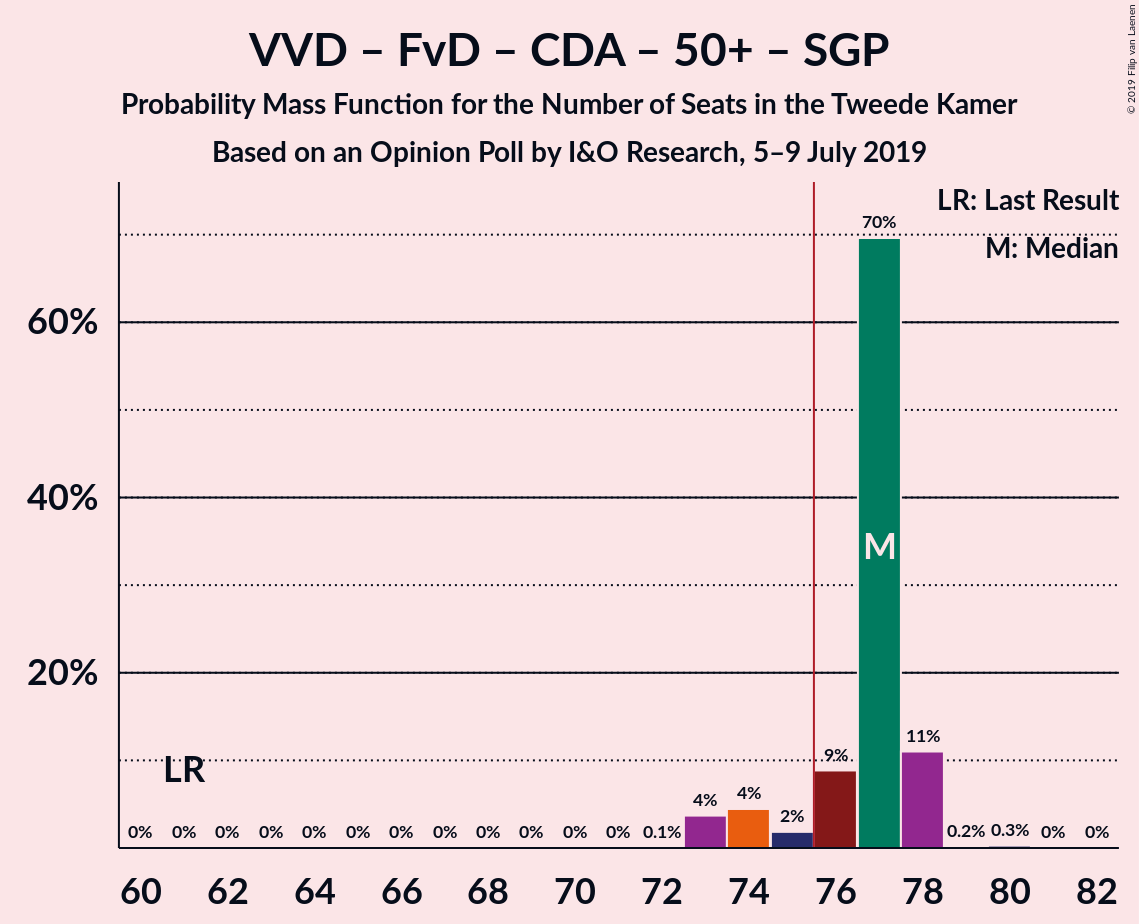 VVD – FvD – CDA – 50+ – SGP
Probability Mass Function for the Number of Seats in the Tweede Kamer
Based on an Opinion Poll by I&O Research, 5–9 July 2019
© 2019 Filip van Laenen
LR: Last Result
M: Median
60%
40%
20%
LR
M
0% 0% 0% 0% 0% 0% 0% 0% 0% 0% 0% 0% 0.1% 4% 4% 2% 9% 70% 11% 0.2% 0.3% 0% 0%
60 62 64 66 68 70 72 74 76 78 80 82